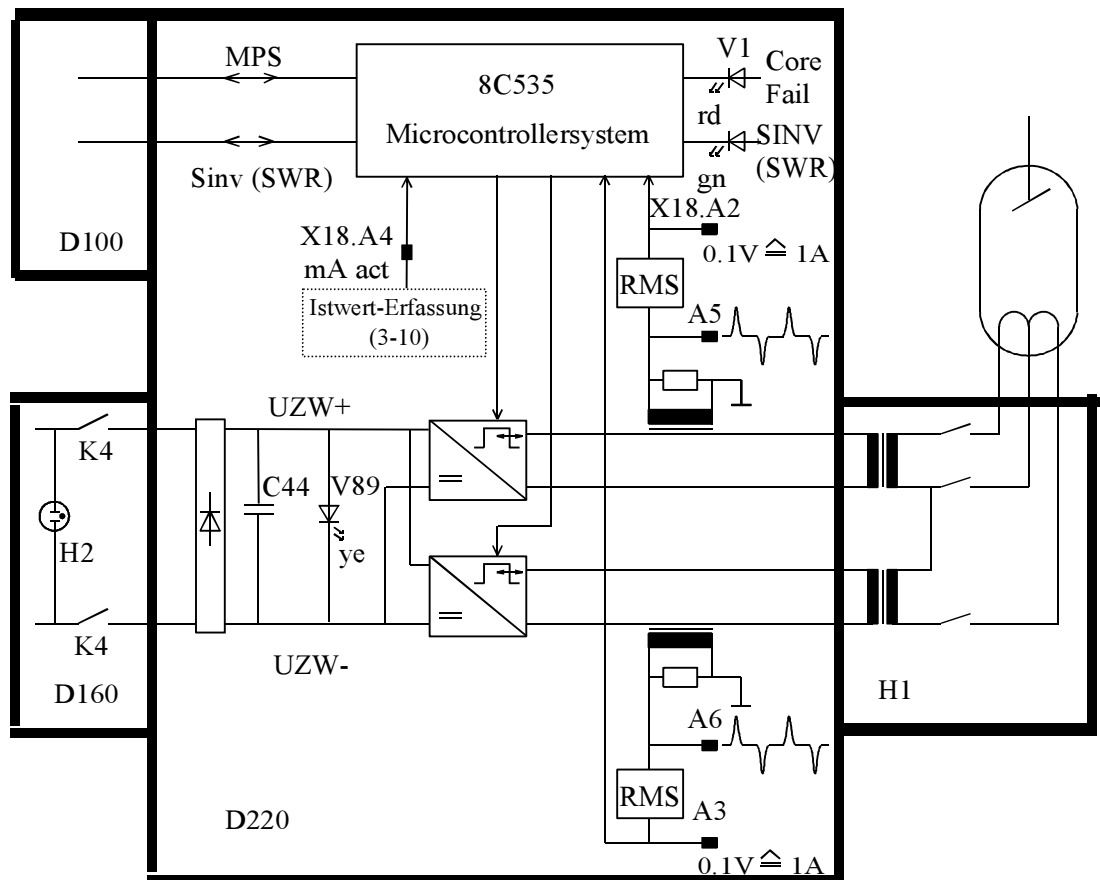 MPS
8C535
Microcontrollersystem
V1
Core
Fail
rd
SINV
(SWR)
gn
Sinv (SWR)
D100
X18.A4
mA act
Istwert-Erfassung
(3-10)
X18.A2
0.1V ≙ 1A
RMS
A5
UZW+
K4
C44
V89
ye
H2
K4
UZW-
D160
H1
A6
RMS
A3
D220
0.1V ≙ 1A